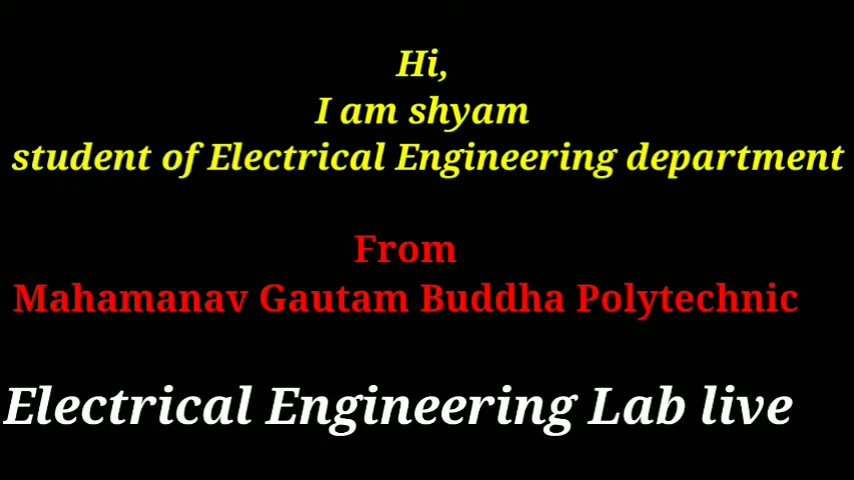 Hi,
I am shyam
student of Electrical Engineering department
From
Mahamanav Gautam Buddha Polytechnic
Electrical Engineering Lab live